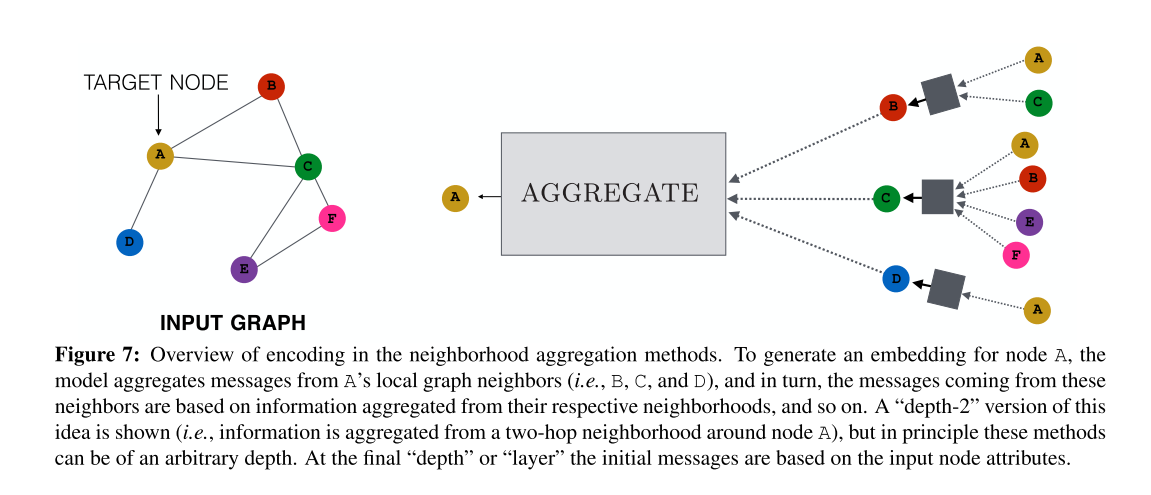 TARGET NODE
B
A
C
F
D
E
INPUT GRAPH
A
AGGREGATE
B
C
D
A
C
A
B
E
F
A
Figure 7: Overview of encoding in the neighborhood aggregation methods. To generate an embedding for node A, the
model aggregates messages from A's local graph neighbors (i.e., B, C, and D), and in turn, the messages coming from these
neighbors are based on information aggregated from their respective neighborhoods, and so on. A “depth-2” version of this
idea is shown (i.e., information is aggregated from a two-hop neighborhood around node A), but in principle these methods
can be of an arbitrary depth. At the final “depth” or “layer” the initial messages are based on the input node attributes.